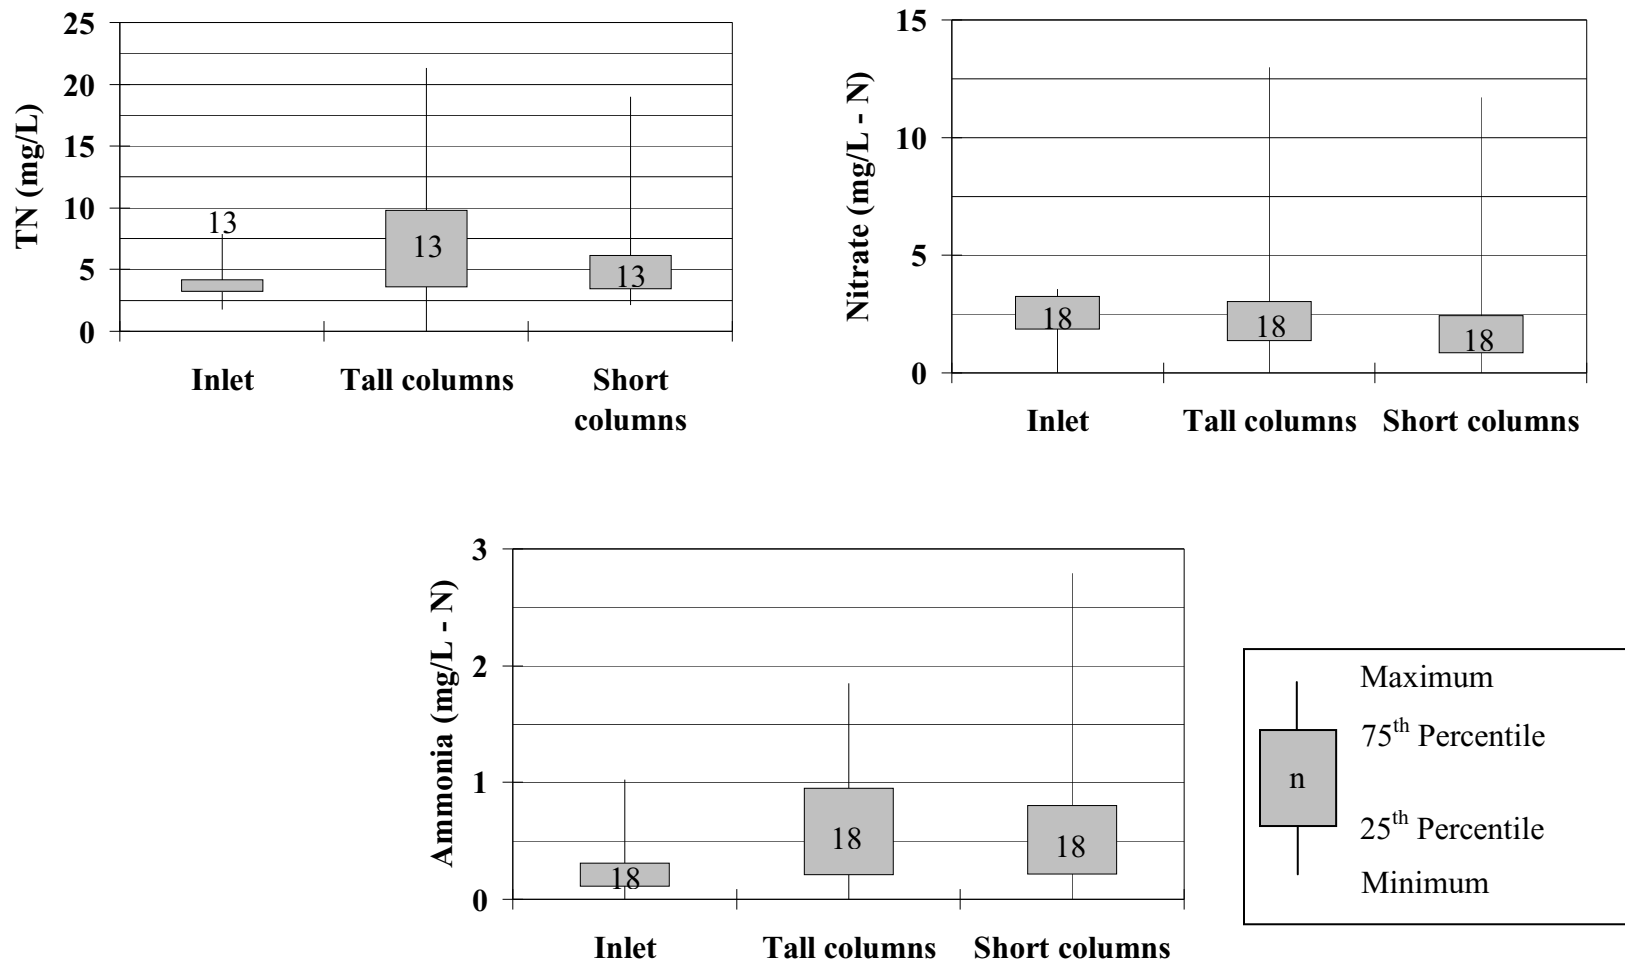 TN (mg/L)
25
20
15
10
5
0
13
13
13
Inlet
Tall columns
Short
columns
Nitrate (mg/L - N)
15
10
5
0
18
18
18
Inlet
Tall columns
Short columns
Ammonia (mg/L - N)
3
2
1
0
18
18
18
Inlet
Tall columns
Short columns
Maximum
75th Percentile
n
25th Percentile
Minimum